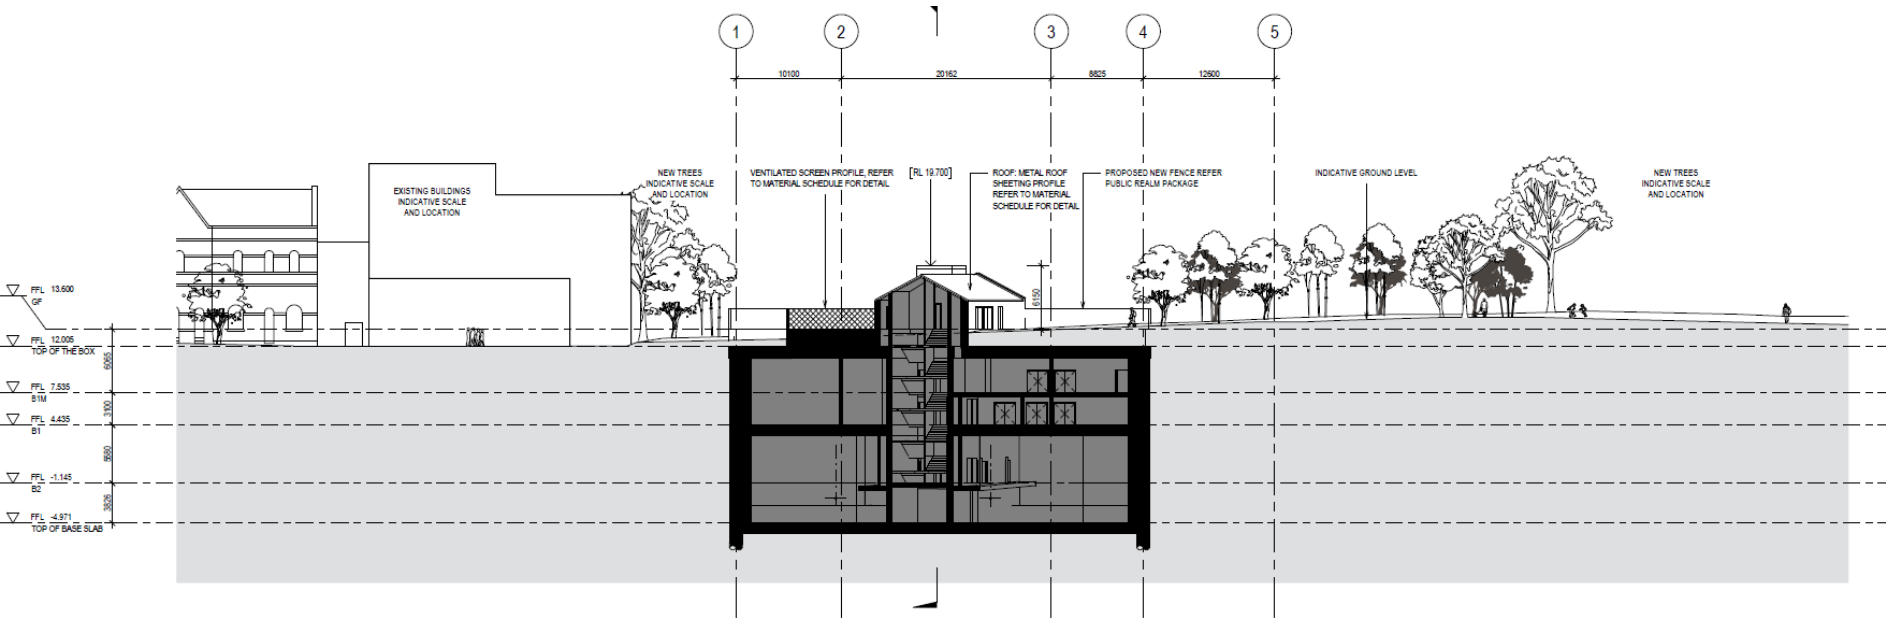 1
2
3
4
5
10100
20162
8825
12600
EXISTING BUILDINGS
INDICATIVE SCALE
AND LOCATION
NEW TREES
INDICATIVE SCALE
AND LOCATION
VENTILATED SCREEN PROFILE, REFER
TO MATERIAL SCHEDULE FOR DETAIL
[RL 19.700]
ROOF: METAL ROOF
SHEETING PROFILE
REFER TO MATERIAL
SCHEDULE FOR DETAIL
PROPOSED NEW FENCE REFER
PUBLIC REALM PACKAGE
INDICATIVE GROUND LEVEL
NEW TREES
INDICATIVE SCALE
AND LOCATION
6150
FFL 13.600
GF
FFL 12.005
TOP OF THE BOX
6065
FFL 7.535
B1M
3100
FFL 4.435
B1
5580
FFL -1.145
B2
3826
FFL -4.971
TOP OF BASE SLAB